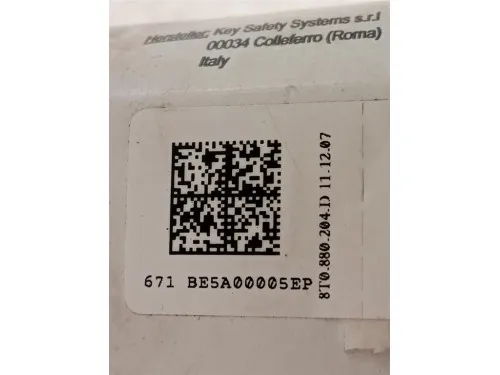 Hersteller: Key Safety Systems s.r.l
00034 Colleferro (Roma)
Italy
671 BE5A00005EP
8T0.880.204.D 11.12.07